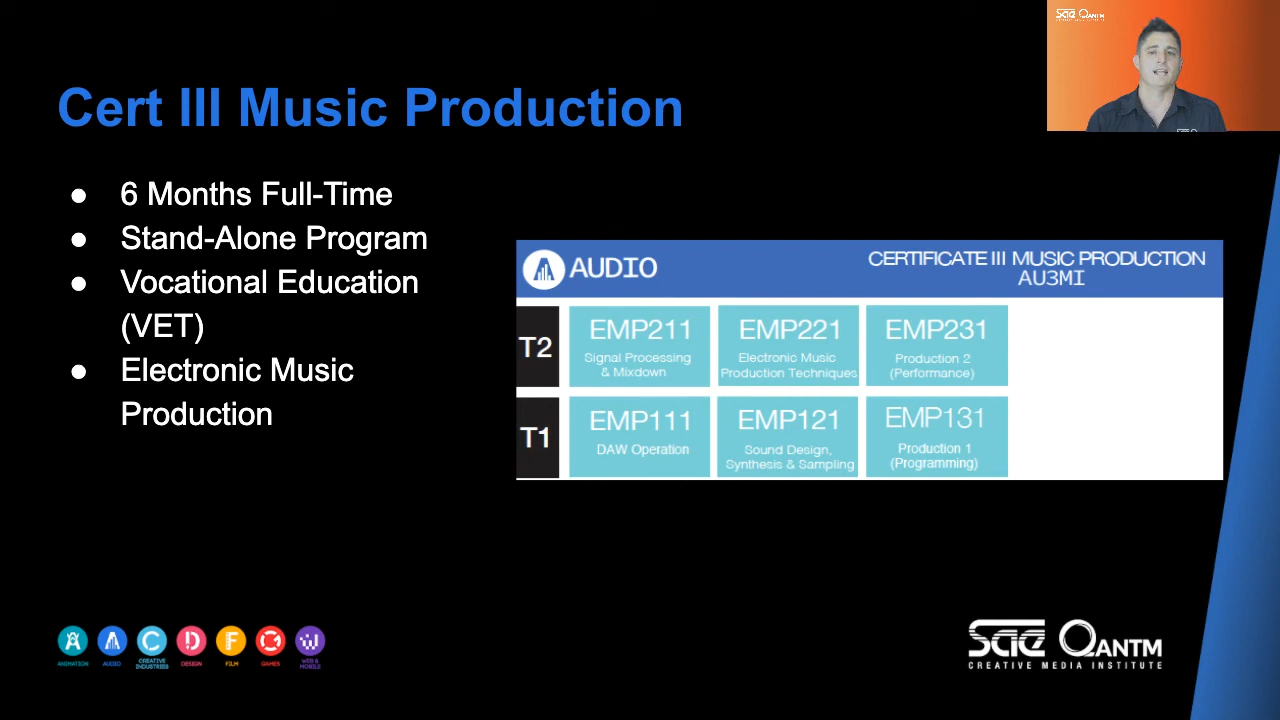 SAE QANTM
Cert III Music Production
● 6 Months Full-Time
● Stand-Alone Program
● Vocational Education
(VET)
● Electronic Music
Production
AUDIO
CERTIFICATE III MUSIC PRODUCTION
AU3MI
T2
EMP211
Signal Processing
& Mixdown
EMP221
Electronic Music
Production Techniques
EMP231
Production 2
(Performance)
T1
EMP111
DAW Operation
EMP121
Sound Design,
Synthesis & Sampling
EMP131
Production 1
(Programming)
ANIMATION
AUDIO
CREATIVE
INDUSTRIES
DESIGN
FILM
GAMES
WEB &
MOBILE
SAE QANTM
CREATIVE MEDIA INSTITUTE